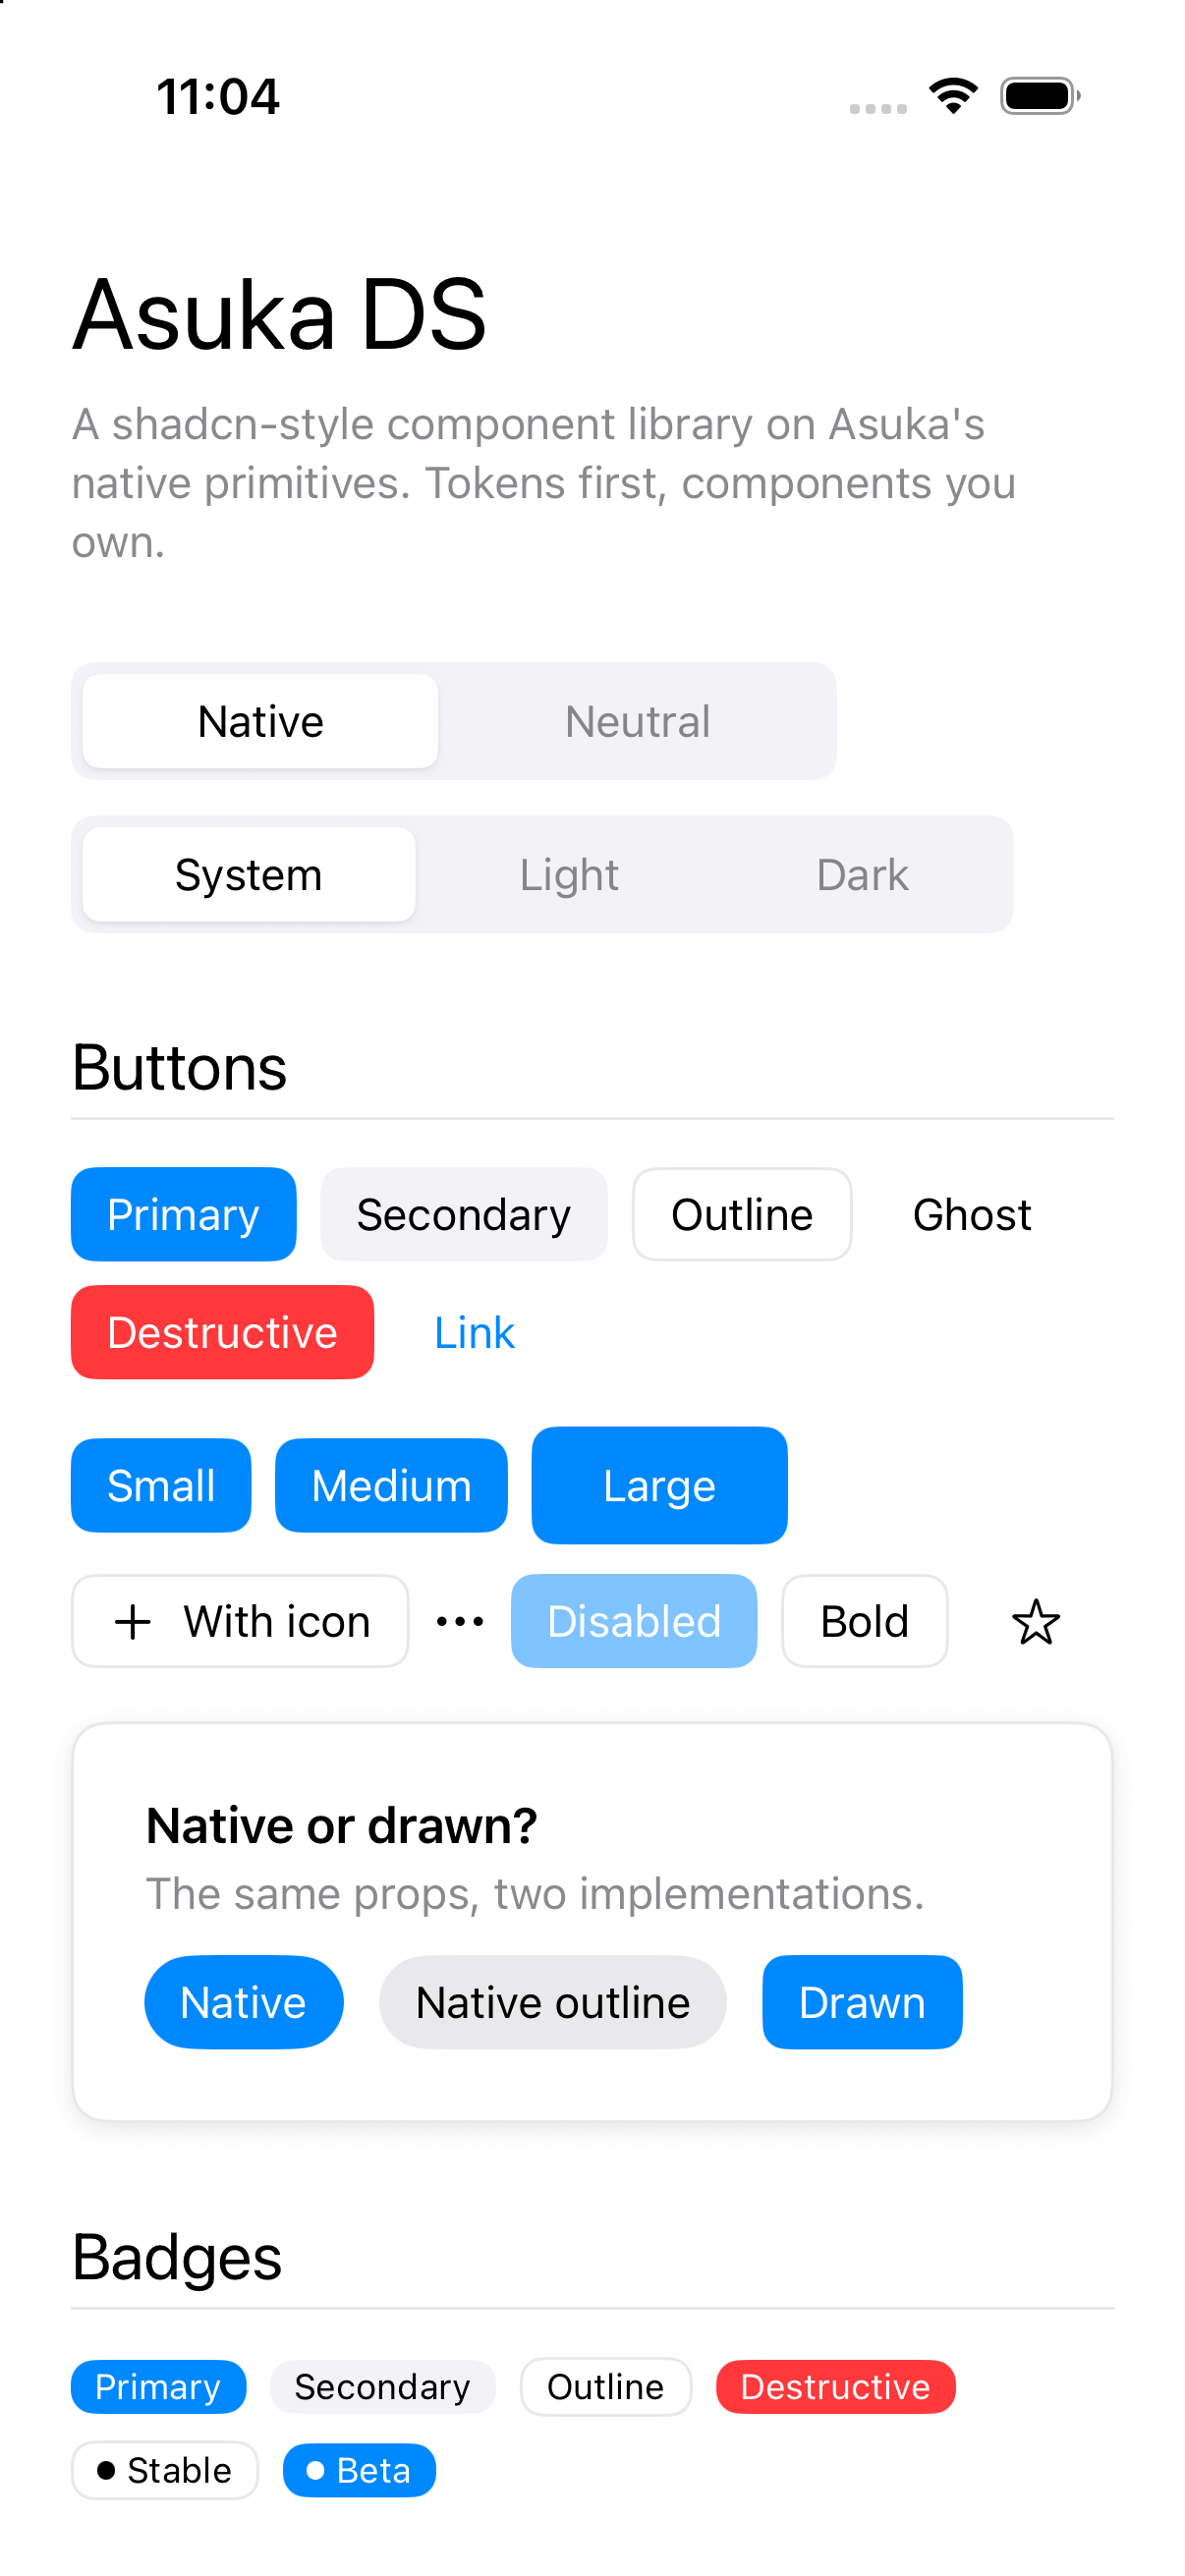 11:04
Asuka DS
A shadcn-style component library on Asuka's
native primitives. Tokens first, components you
own.
Native Neutral
System Light Dark
Buttons
Primary Secondary Outline Ghost
Destructive Link
Small Medium Large
With icon Disabled Bold
Native or drawn?
The same props, two implementations.
Native Native outline Drawn
Badges
Primary Secondary Outline Destructive
Stable Beta